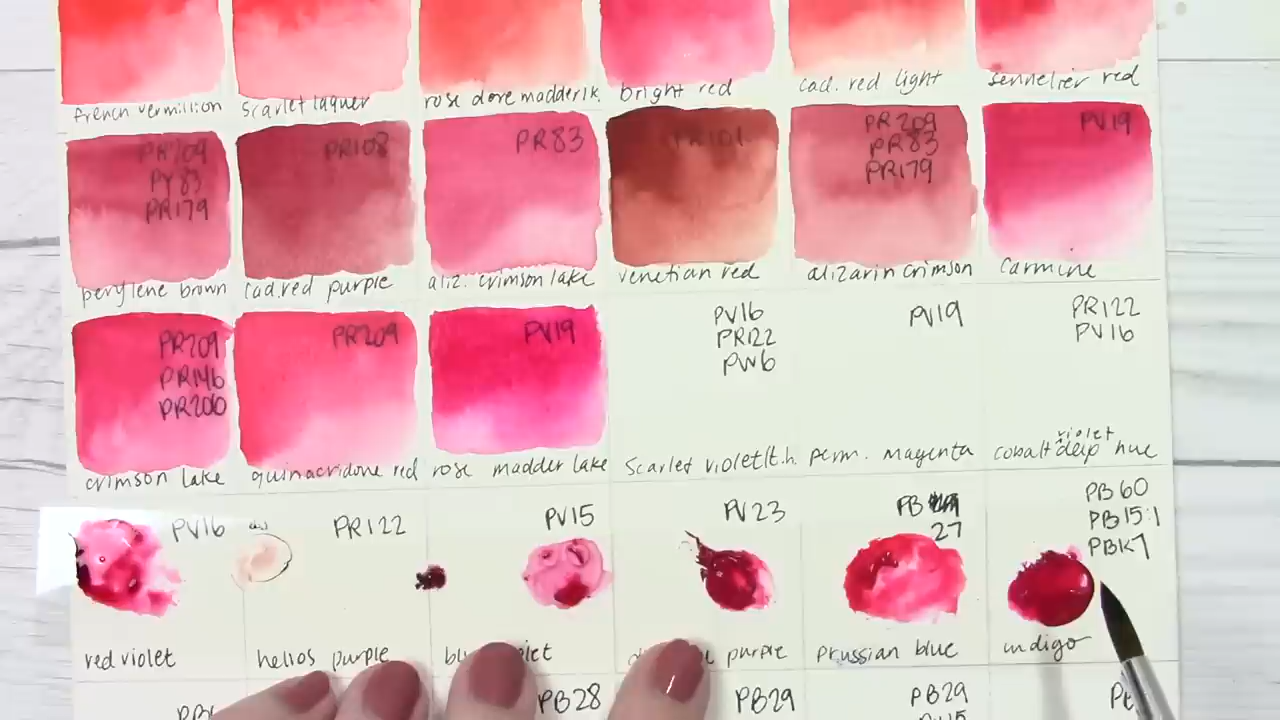 french vermillion
scarlet laquer
rose dore madder lk.
bright red
cad. red light
sennelier red
PR209
PY83
PR179
perylene brown
PR108
cad.red purple
PR83
aliz. crimson lake
PR101
venetian red
PR209
PR83
PR179
alizarin crimson
PV19
carmine
PR209
PR146
PR206
crimson lake
PR209
quinacridone red
PV19
rose madder lake
PV16
PR122
PW6
Scarlet violet
PV19
perm. magenta
PR122
PV16
violet
cobalt deep hue
PV16
red violet
PR122
helios purple
PV15
PV23
purple
PB
27
prussian blue
PB60
PB15:1
PBK7
indigo
PB28
PB29
PB29